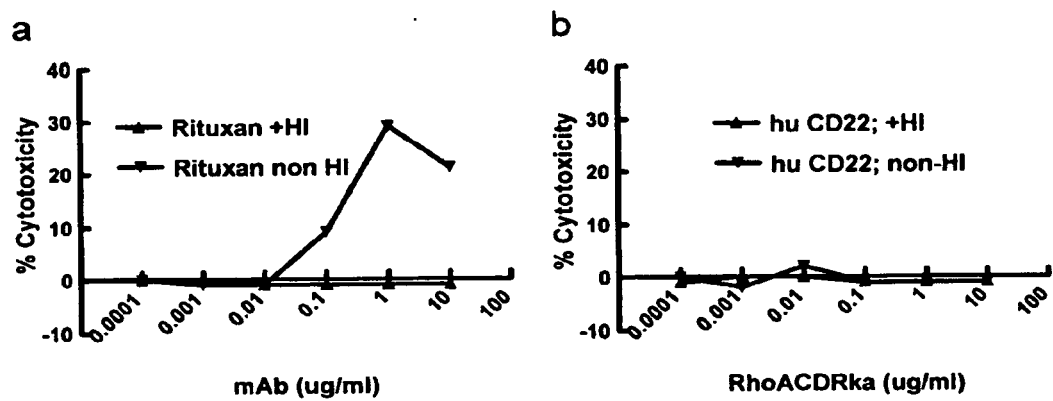 a
40
30
20
10
0
-10
% Cytotoxicity
Rituxan +HI
Rituxan non HI
0.0001
0.001
0.01
0.1
1
10
100
mAb (ug/ml)
b
40
30
20
10
0
-10
% Cytotoxicity
hu CD22; +HI
hu CD22; non-HI
0.0001
0.001
0.01
0.1
1
10
100
RhoACDRka (ug/ml)